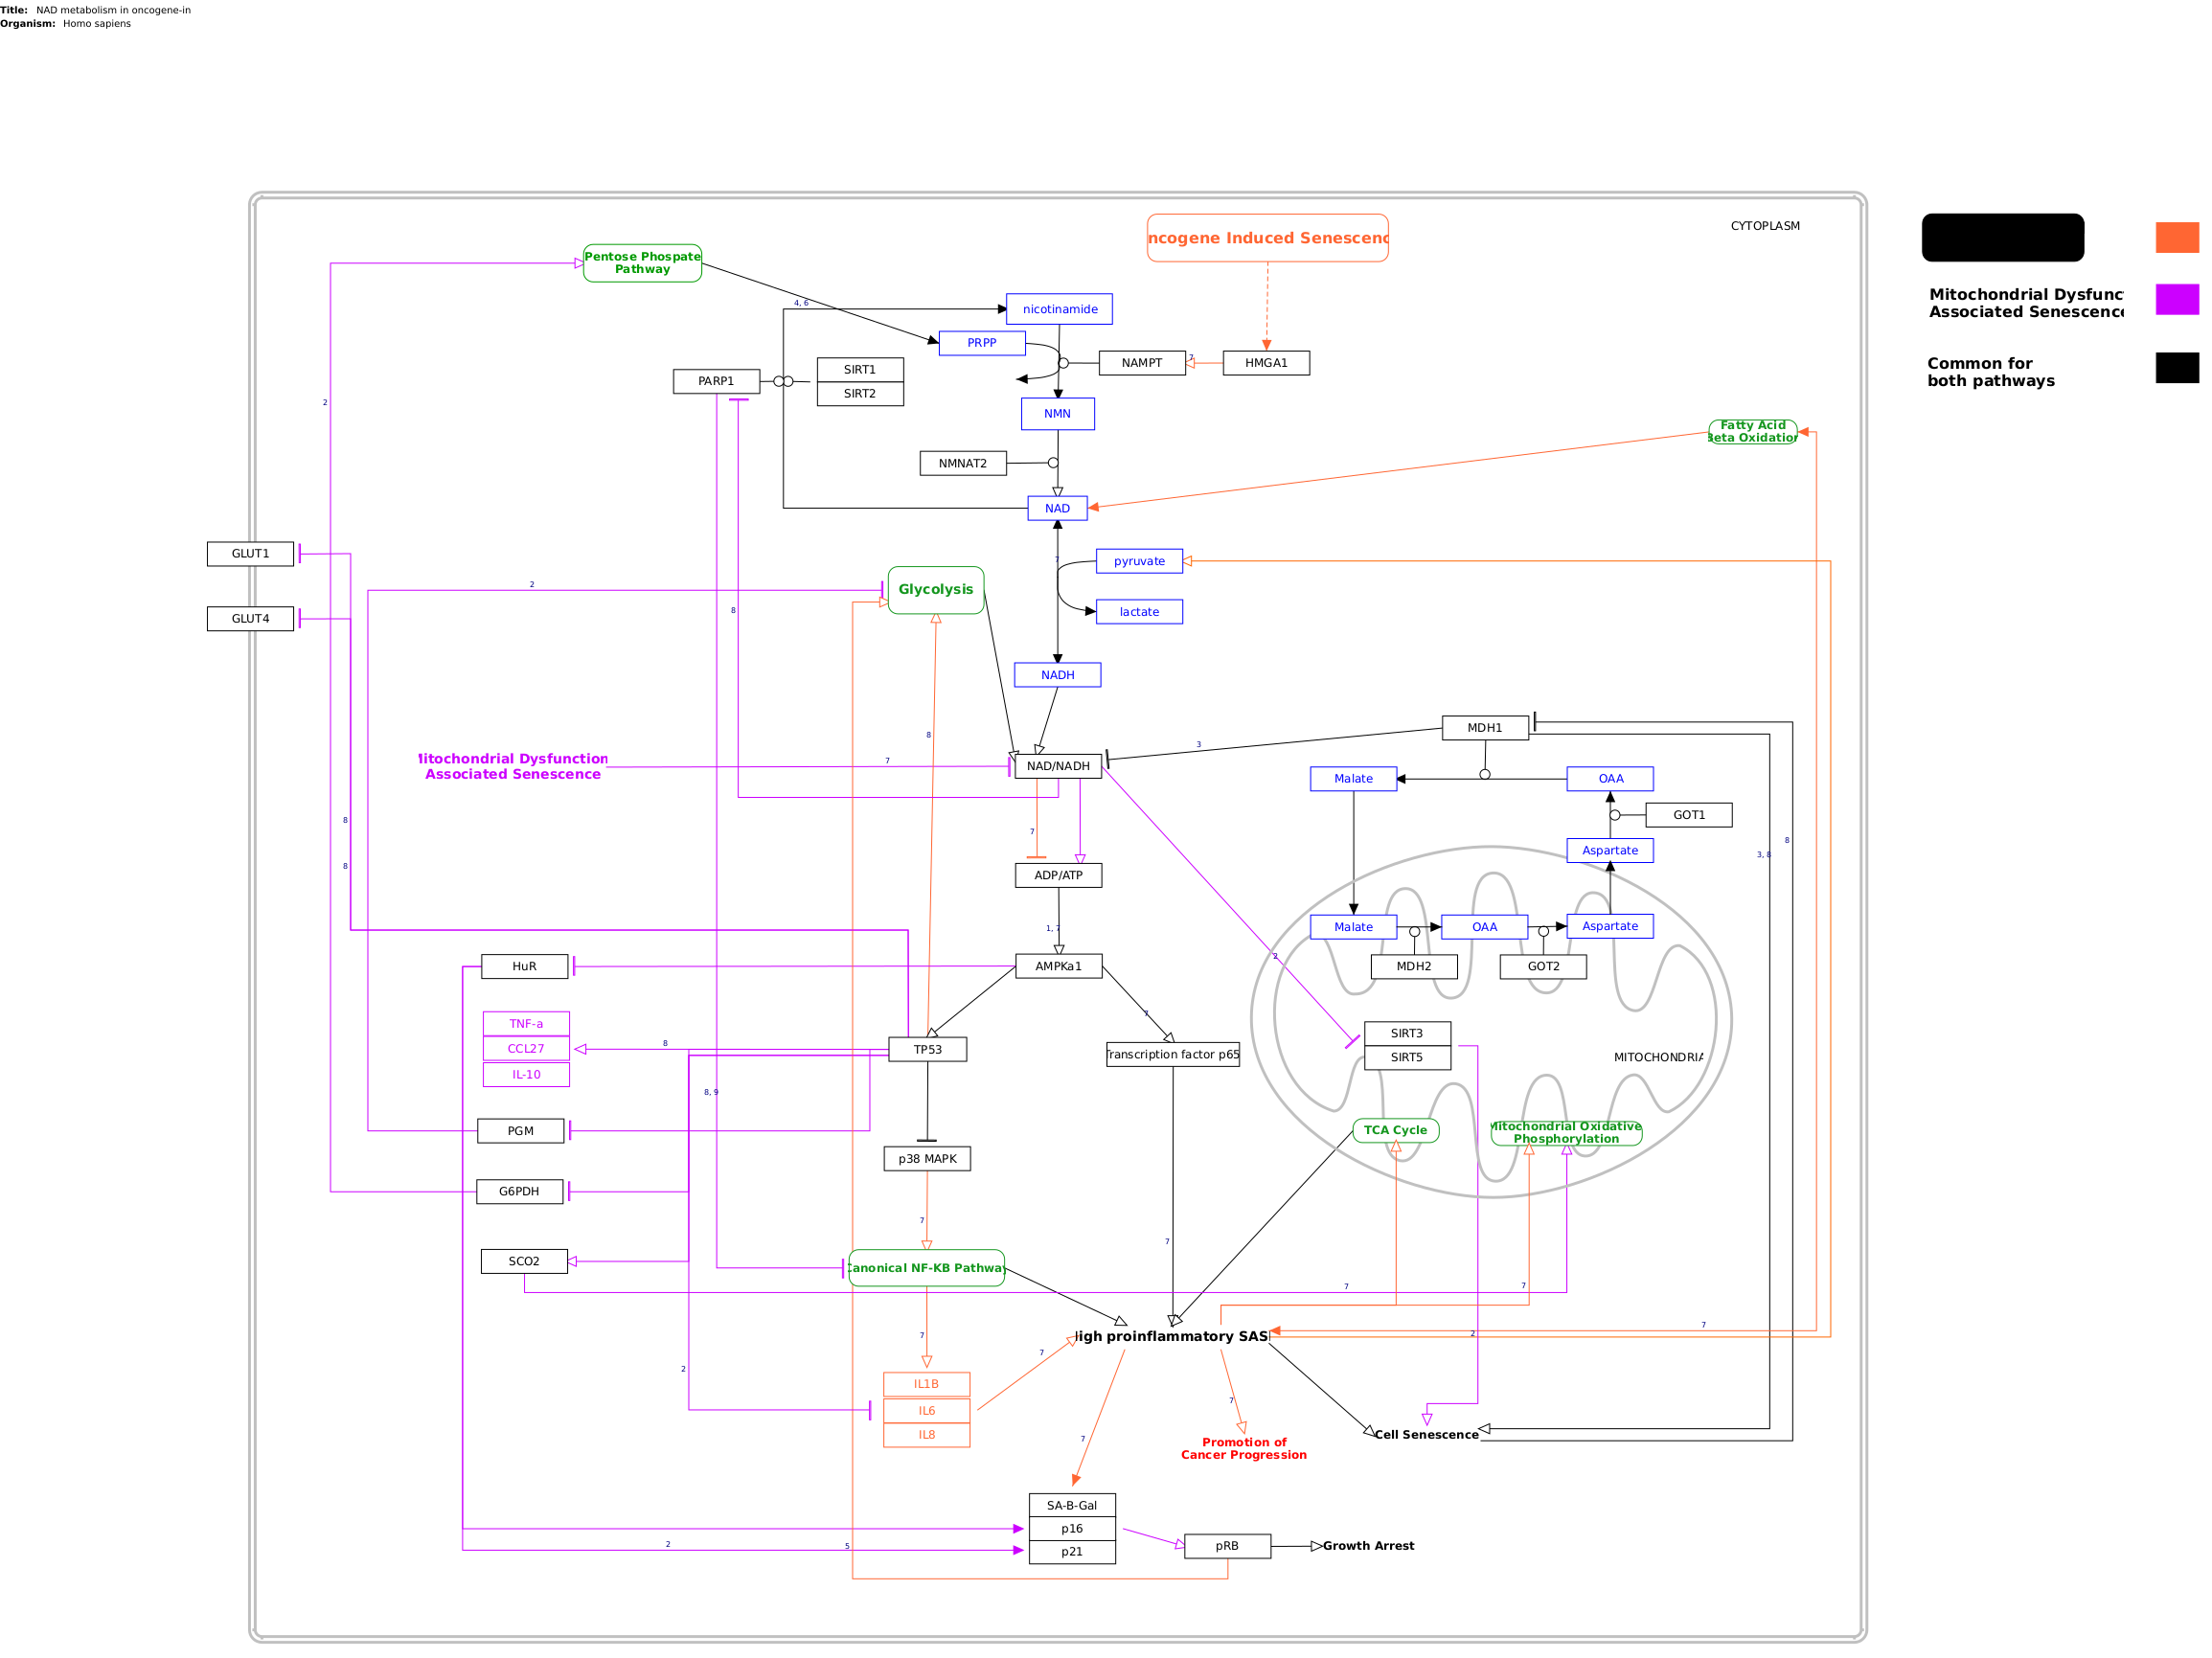 Title: NAD metabolism in oncogene-in
Organism: Homo sapiens
CYTOPLASM
ncogene Induced Senescenc
Mitochondrial Dysfunc
Associated Senescence
Common for
both pathways
Pentose Phospate
Pathway
4, 6
nicotinamide
PRPP
NAMPT
7
HMGA1
PARP1
SIRT1
SIRT2
2
NMN
Fatty Acid
Beta Oxidation
NMNAT2
NAD
GLUT1
7
pyruvate
2
Glycolysis
8
lactate
GLUT4
NADH
8
MDH1
3
Mitochondrial Dysfunction
Associated Senescence
7
NAD/NADH
Malate
OAA
GOT1
8
7
8
3, 8
Aspartate
8
ADP/ATP
1, 7
Malate
OAA
Aspartate
2
HuR
AMPKa1
MDH2
GOT2
7
TNF-a
CCL27
IL-10
8
TP53
Transcription factor p65
SIRT3
SIRT5
MITOCHONDRIA
8, 9
PGM
TCA Cycle
Mitochondrial Oxidative
Phosphorylation
p38 MAPK
G6PDH
7
7
SCO2
Canonical NF-KB Pathway
7
7
7
7
7
igh proinflammatory SAS
2
7
2
IL1B
IL6
IL8
7
7
Promotion of
Cancer Progression
Cell Senescence
SA-B-Gal
p16
p21
2
5
pRB
Growth Arrest